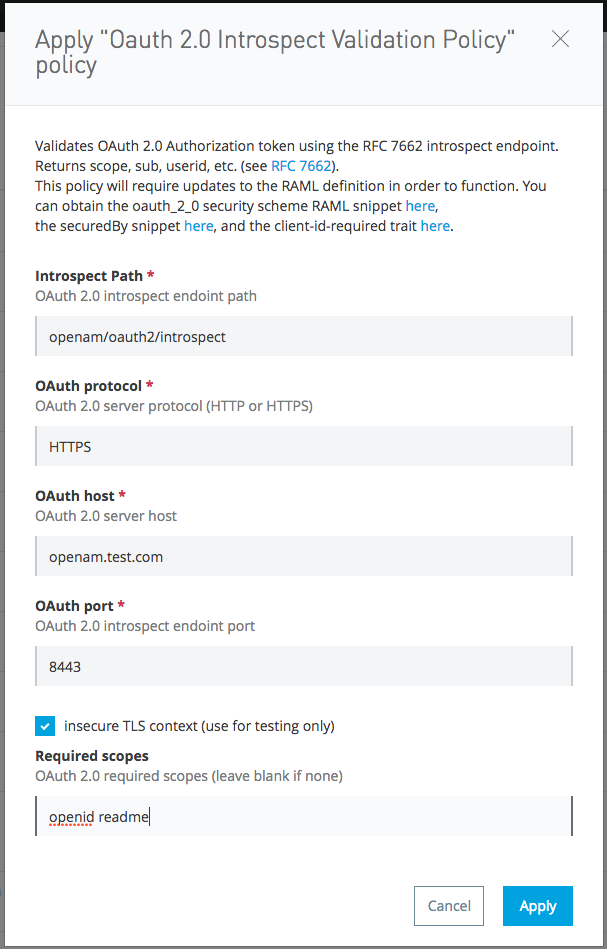 Apply "Oauth 2.0 Introspect Validation Policy"
policy
Validates OAuth 2.0 Authorization token using the RFC 7662 introspect endpoint.
Returns scope, sub, userid, etc. (see RFC 7662).
This policy will require updates to the RAML definition in order to function. You
can obtain the oauth_2_0 security scheme RAML snippet here,
the securedBy snippet here, and the client-id-required trait here.
Introspect Path *
OAuth 2.0 introspect endoint path
openam/oauth2/introspect
OAuth protocol *
OAuth 2.0 server protocol (HTTP or HTTPS)
HTTPS
OAuth host *
OAuth 2.0 server host
openam.test.com
OAuth port *
OAuth 2.0 introspect endoint port
8443
insecure TLS context (use for testing only)
Required scopes
OAuth 2.0 required scopes (leave blank if none)
openid readme
Cancel
Apply